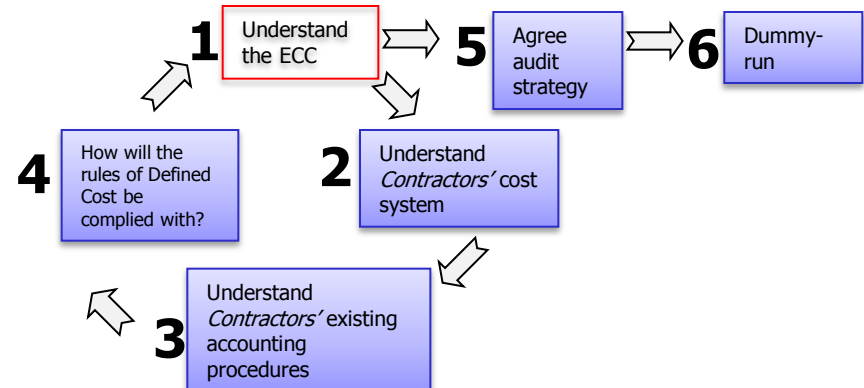 1
Understand
the ECC
5
Agree
audit
strategy
6
Dummy-
run
4
How will the
rules of Defined
Cost be
complied with?
2
Understand
Contractors' cost
system
3
Understand
Contractors' existing
accounting
procedures